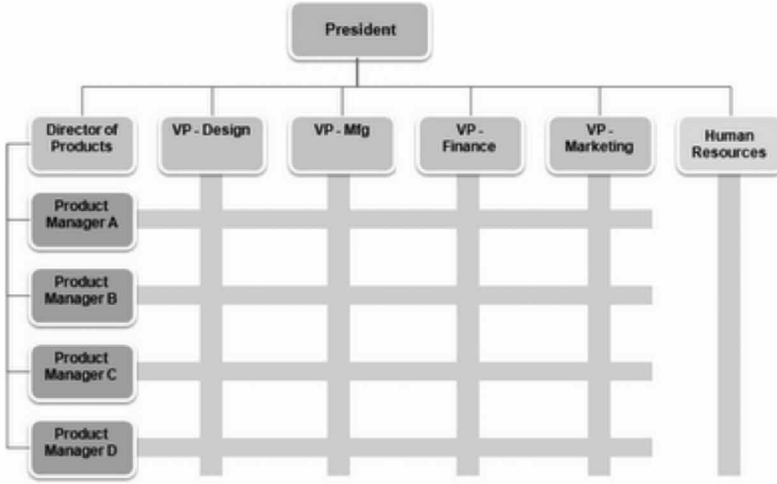 President
Director of
Products
VP - Design
VP - Mfg
VP -
Finance
VP -
Marketing
Human
Resources
Product
Manager A
Product
Manager B
Product
Manager C
Product
Manager D